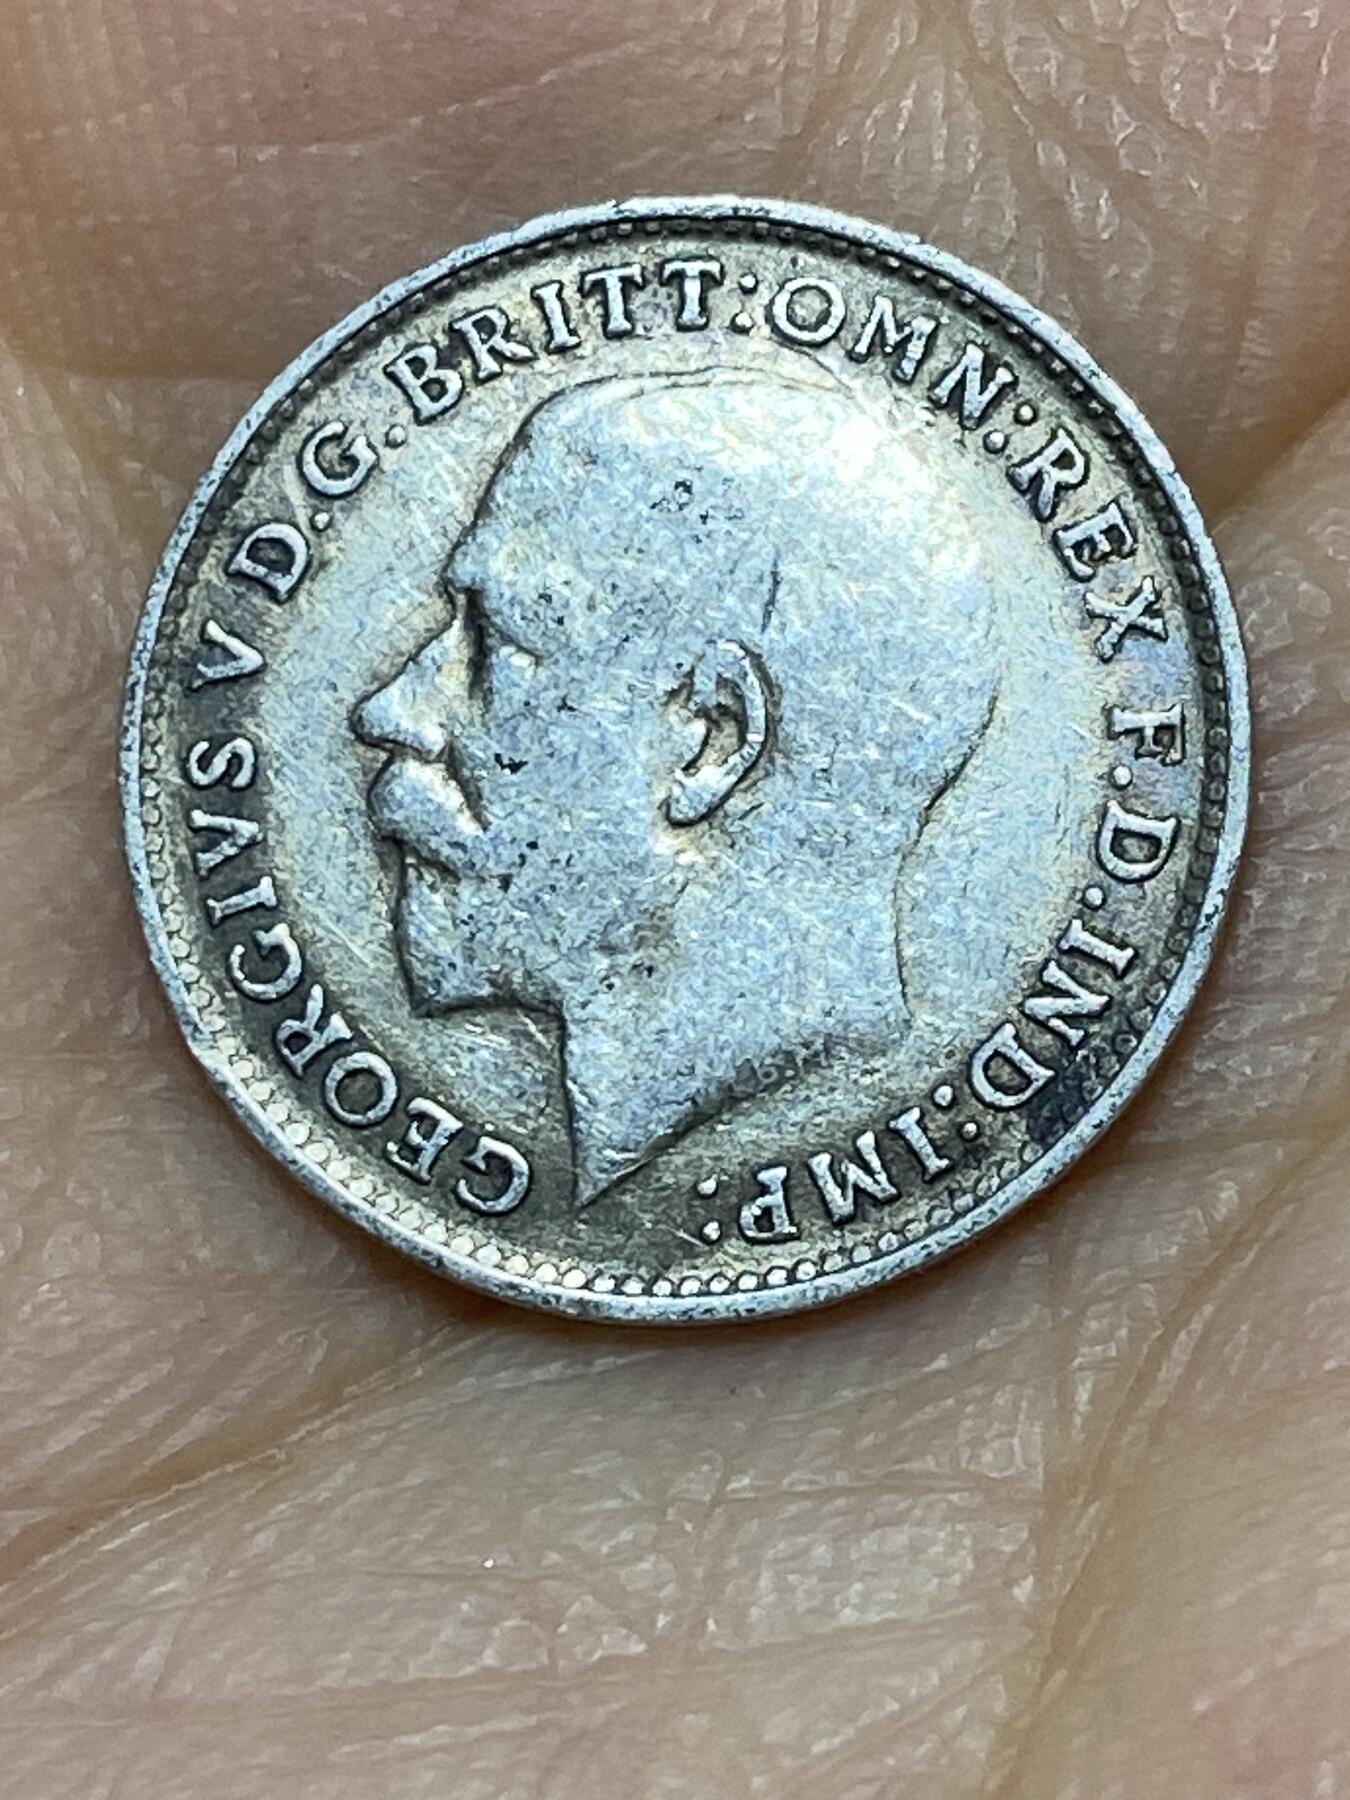 GEORGIVS V D.G.BRITT:OMN:REX F.D.IND:IMP:
B.M.